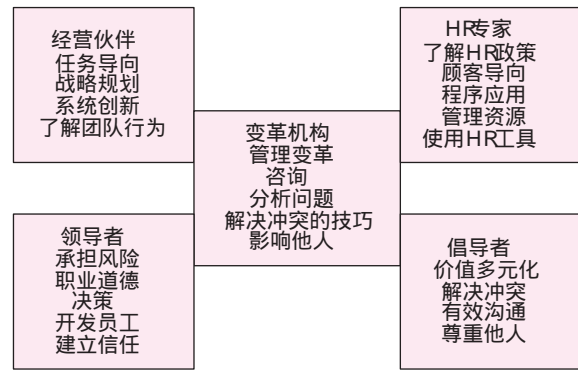 经营伙伴
任务导向
战略规划
系统创新
了解团队行为
HR专家
了解HR政策
顾客导向
程序应用
管理资源
使用HR工具
变革机构
管理变革
咨询
分析问题
解决冲突的技巧
影响他人
领导者
承担风险
职业道德
决策
开发员工
建立信任
倡导者
价值多元化
解决冲突
有效沟通
尊重他人